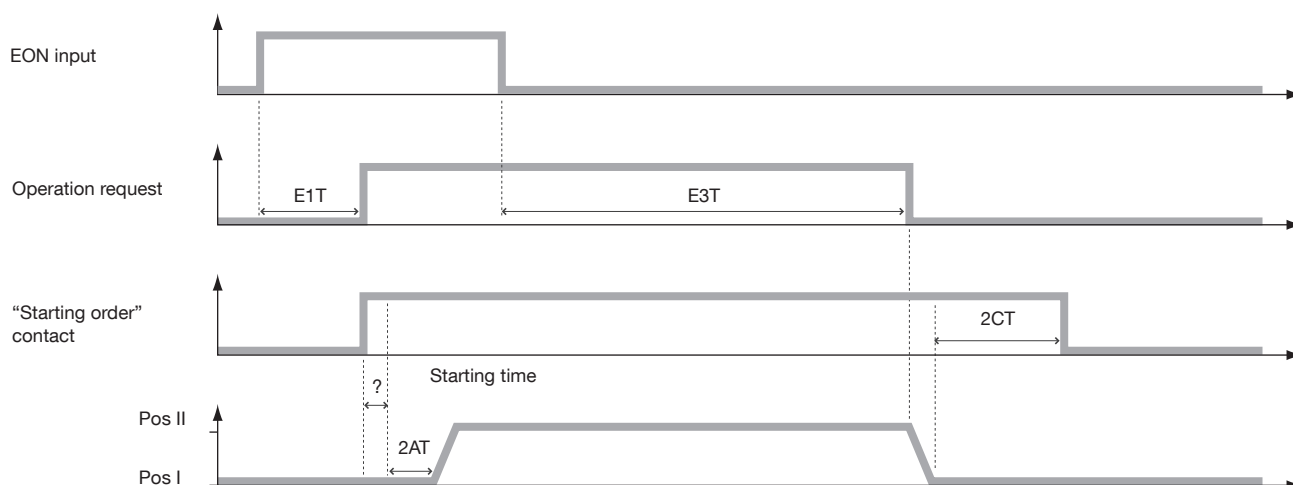 EON input
Operation request
E1T
E3T
“Starting order”
contact
2CT
Starting time
?
Pos II
2AT
Pos I